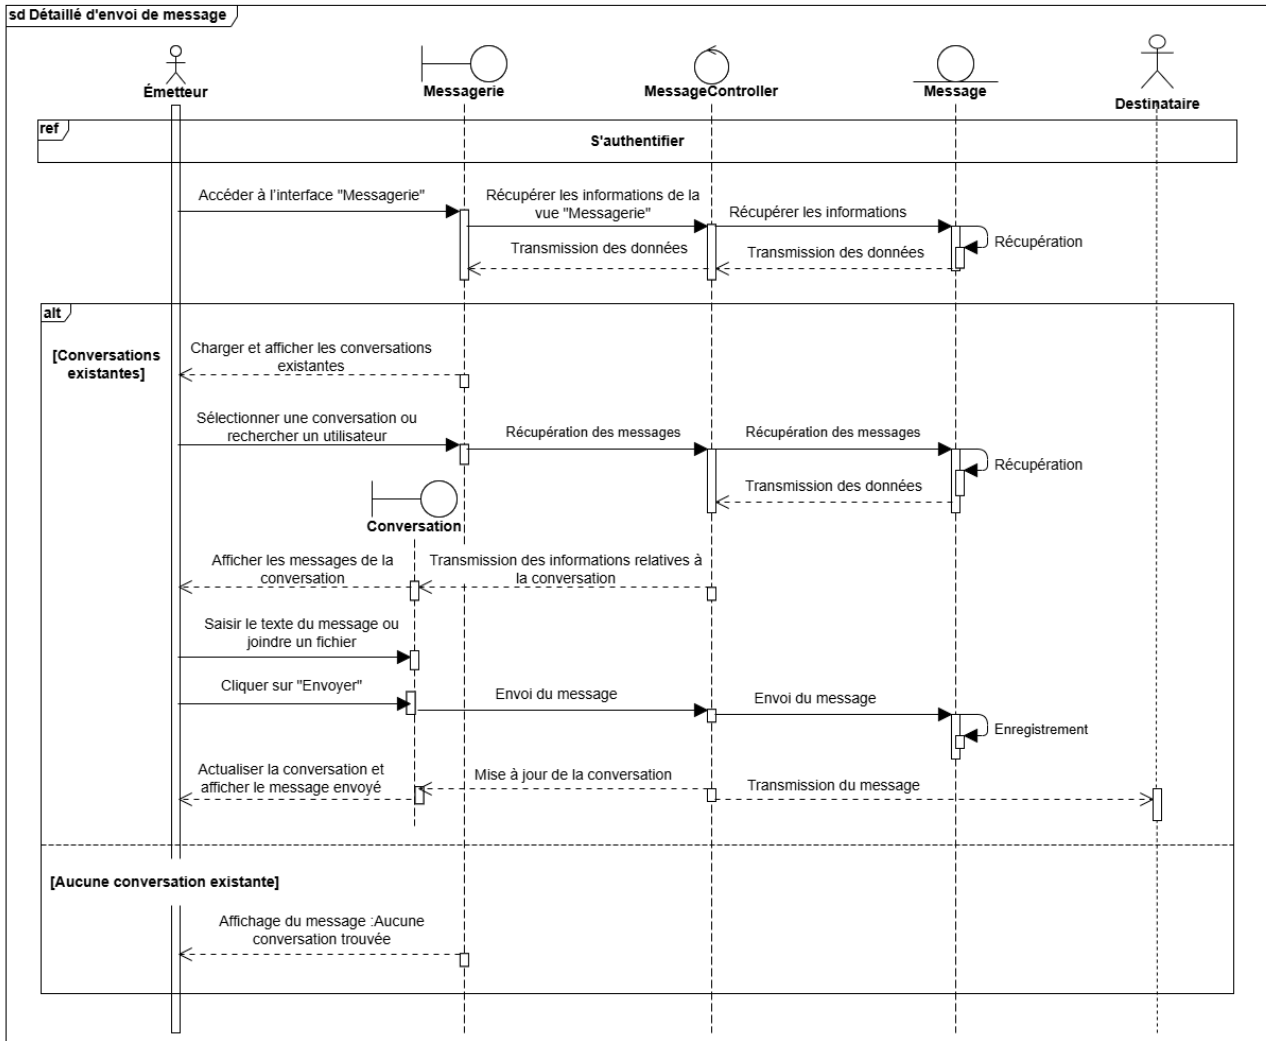 sd Détaillé d'envoi de message
Émetteur
Messagerie
MessageController
Message
Destinataire
ref
S'authentifier
Accéder à l'interface "Messagerie"
Récupérer les informations de la
vue "Messagerie"
Récupérer les informations
Récupération
Transmission des données
Transmission des données
alt
[Conversations
existantes]
Charger et afficher les conversations
existantes
Sélectionner une conversation ou
rechercher un utilisateur
Récupération des messages
Récupération des messages
Récupération
Transmission des données
Conversation
Afficher les messages de la
conversation
Transmission des informations relatives à
la conversation
Saisir le texte du message ou
joindre un fichier
Cliquer sur "Envoyer"
Envoi du message
Envoi du message
Enregistrement
Actualiser la conversation et
afficher le message envoyé
Mise à jour de la conversation
Transmission du message
[Aucune conversation existante]
Affichage du message :Aucune
conversation trouvée